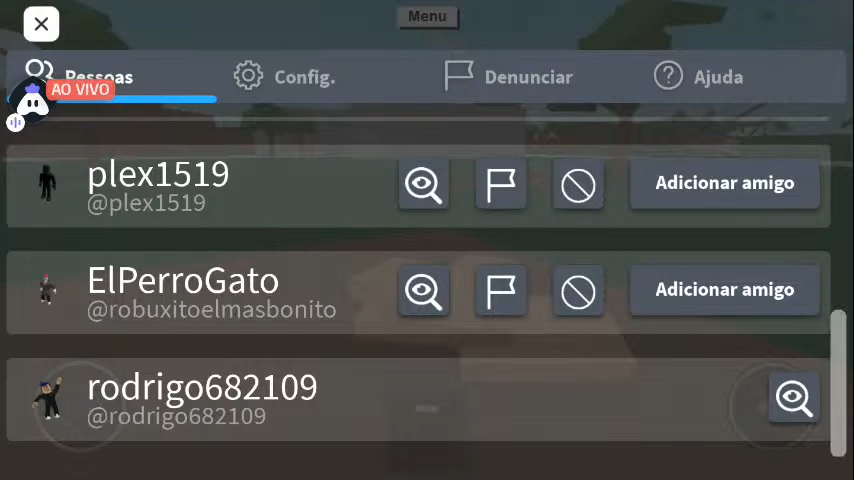 Menu
Pessoas
Config.
Denunciar
Ajuda
AO VIVO
plex1519
@plex1519
Adicionar amigo
ElPerroGato
@robuxitoelmasbonito
Adicionar amigo
rodrigo682109
@rodrigo682109